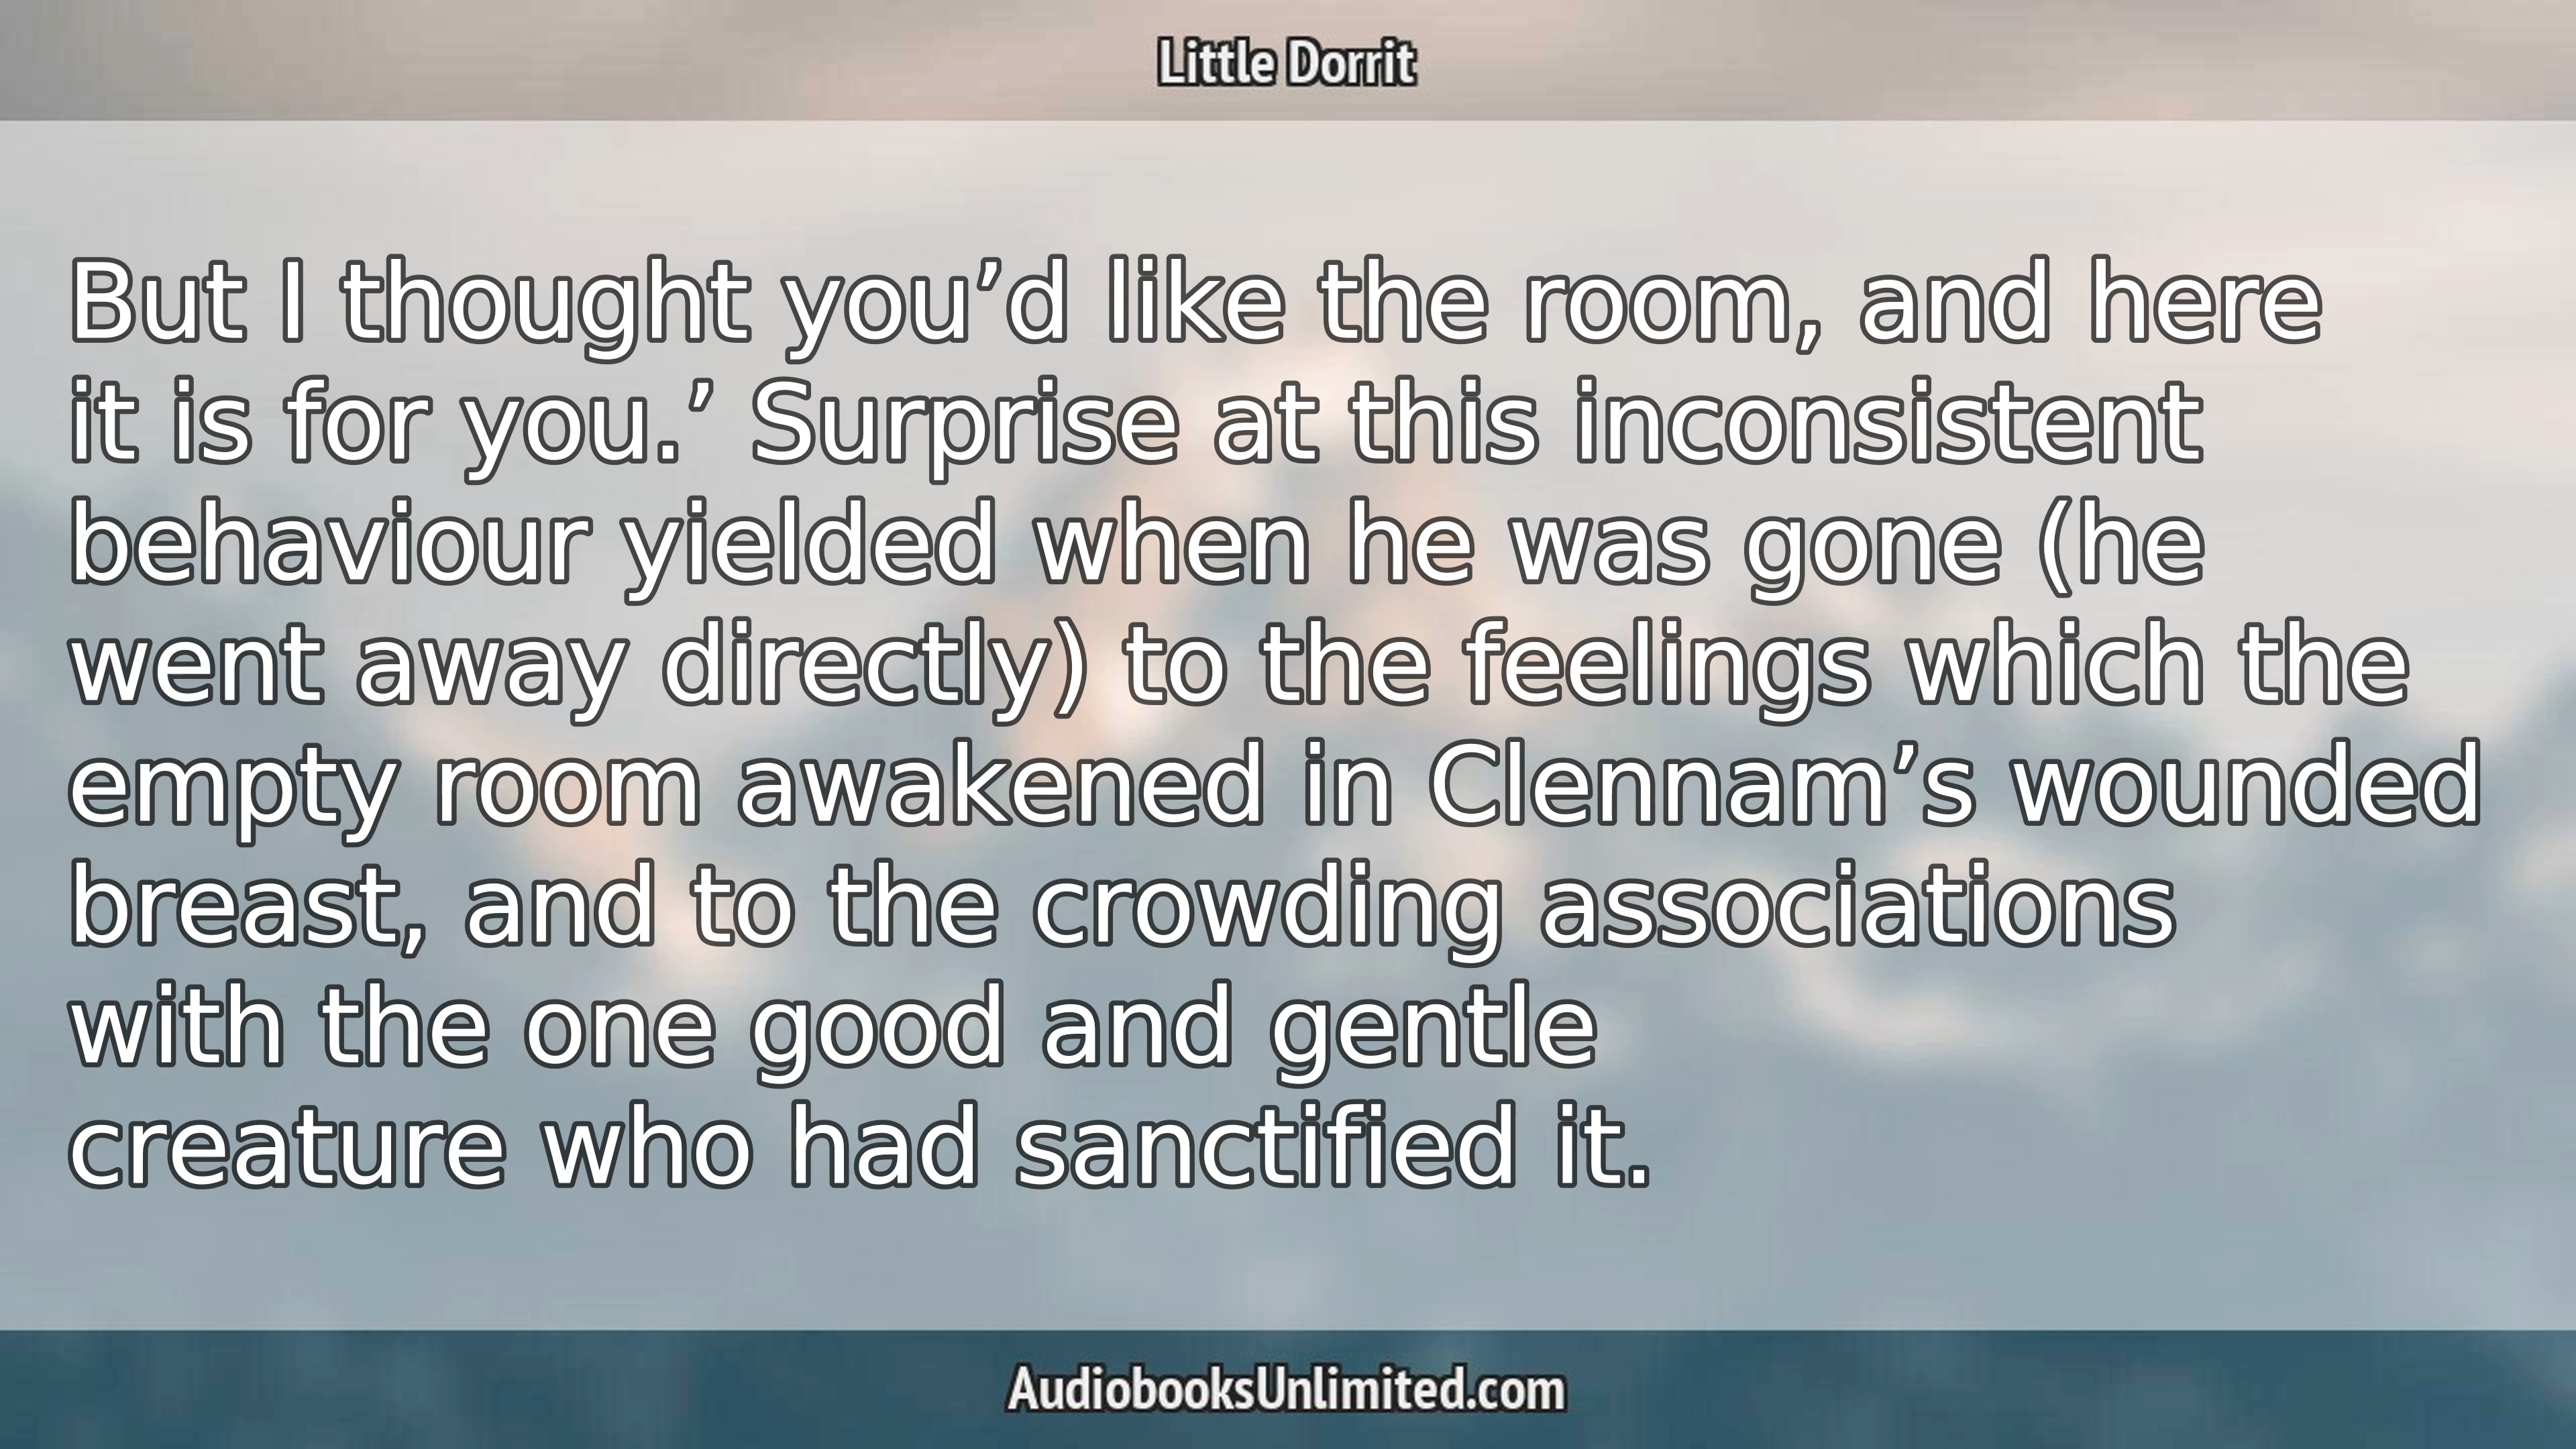 Little Dorrit
But I thought you’d like the room, and here
it is for you.’ Surprise at this inconsistent
behaviour yielded when he was gone (he
went away directly) to the feelings which the
empty room awakened in Clennam’s wounded
breast, and to the crowding associations
with the one good and gentle
creature who had sanctified it.
AudiobooksUnlimited.com